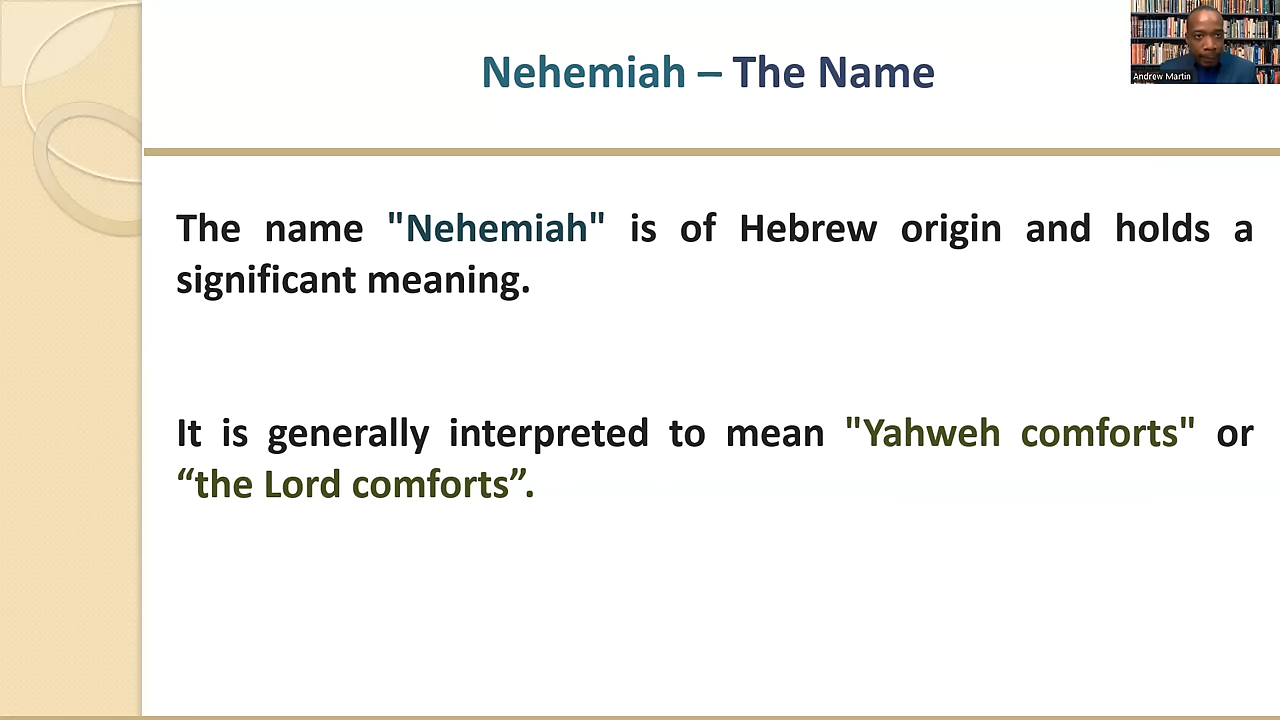 Nehemiah – The Name
Andrew Martin
The name "Nehemiah" is of Hebrew origin and holds a
significant meaning.
It is generally interpreted to mean "Yahweh comforts" or
“the Lord comforts”.